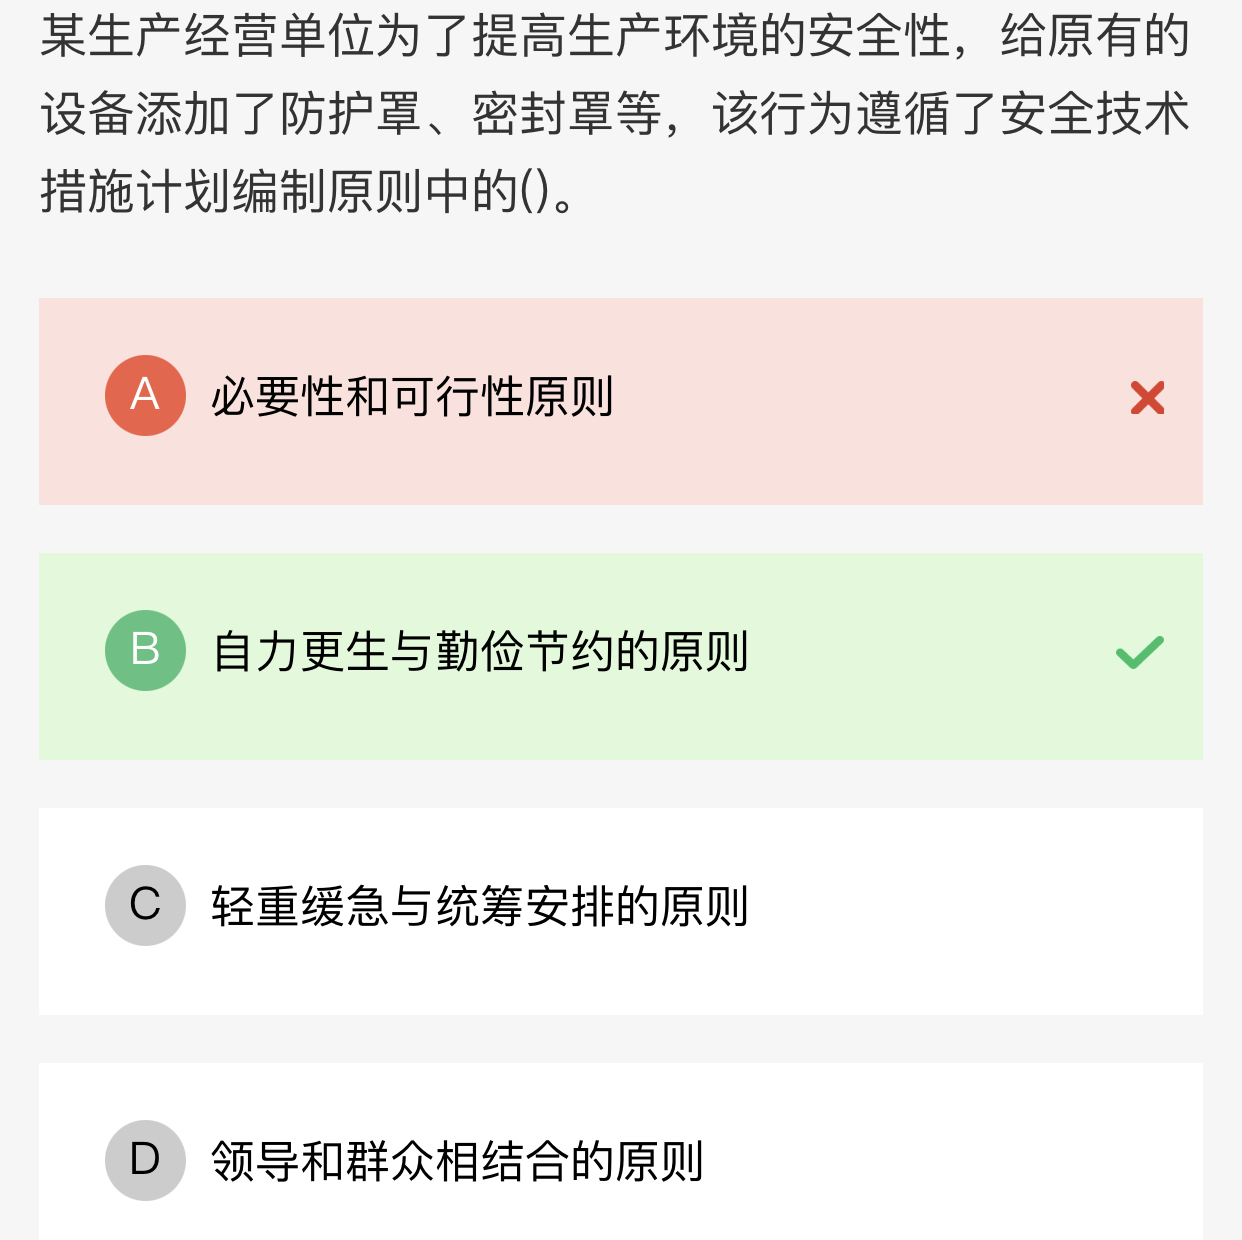 某生产经营单位为了提高生产环境的安全性，给原有的
设备添加了防护罩、密封罩等，该行为遵循了安全技术
措施计划编制原则中的()。
A 必要性和可行性原则
B 自力更生与勤俭节约的原则
C 轻重缓急与统筹安排的原则
D 领导和群众相结合的原则